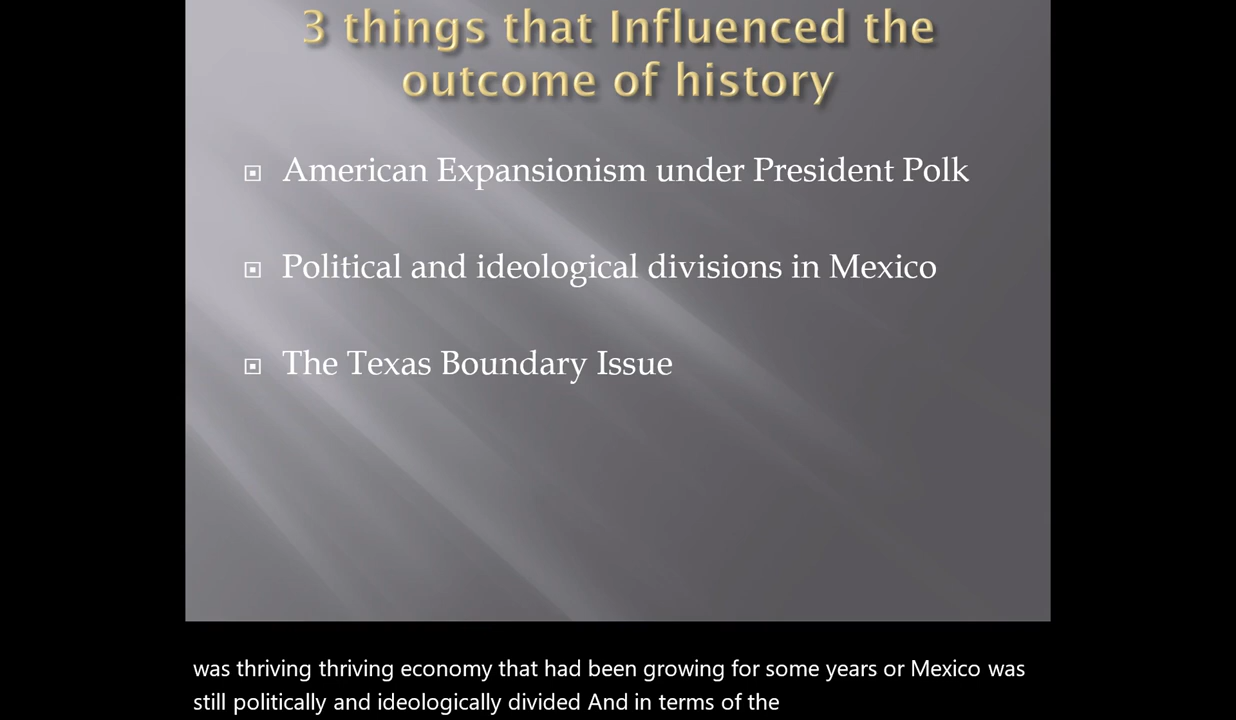 3 things that Influenced the
outcome of history
American Expansionism under President Polk
Political and ideological divisions in Mexico
The Texas Boundary Issue
was thriving thriving economy that had been growing for some years or Mexico was
still politically and ideologically divided And in terms of the